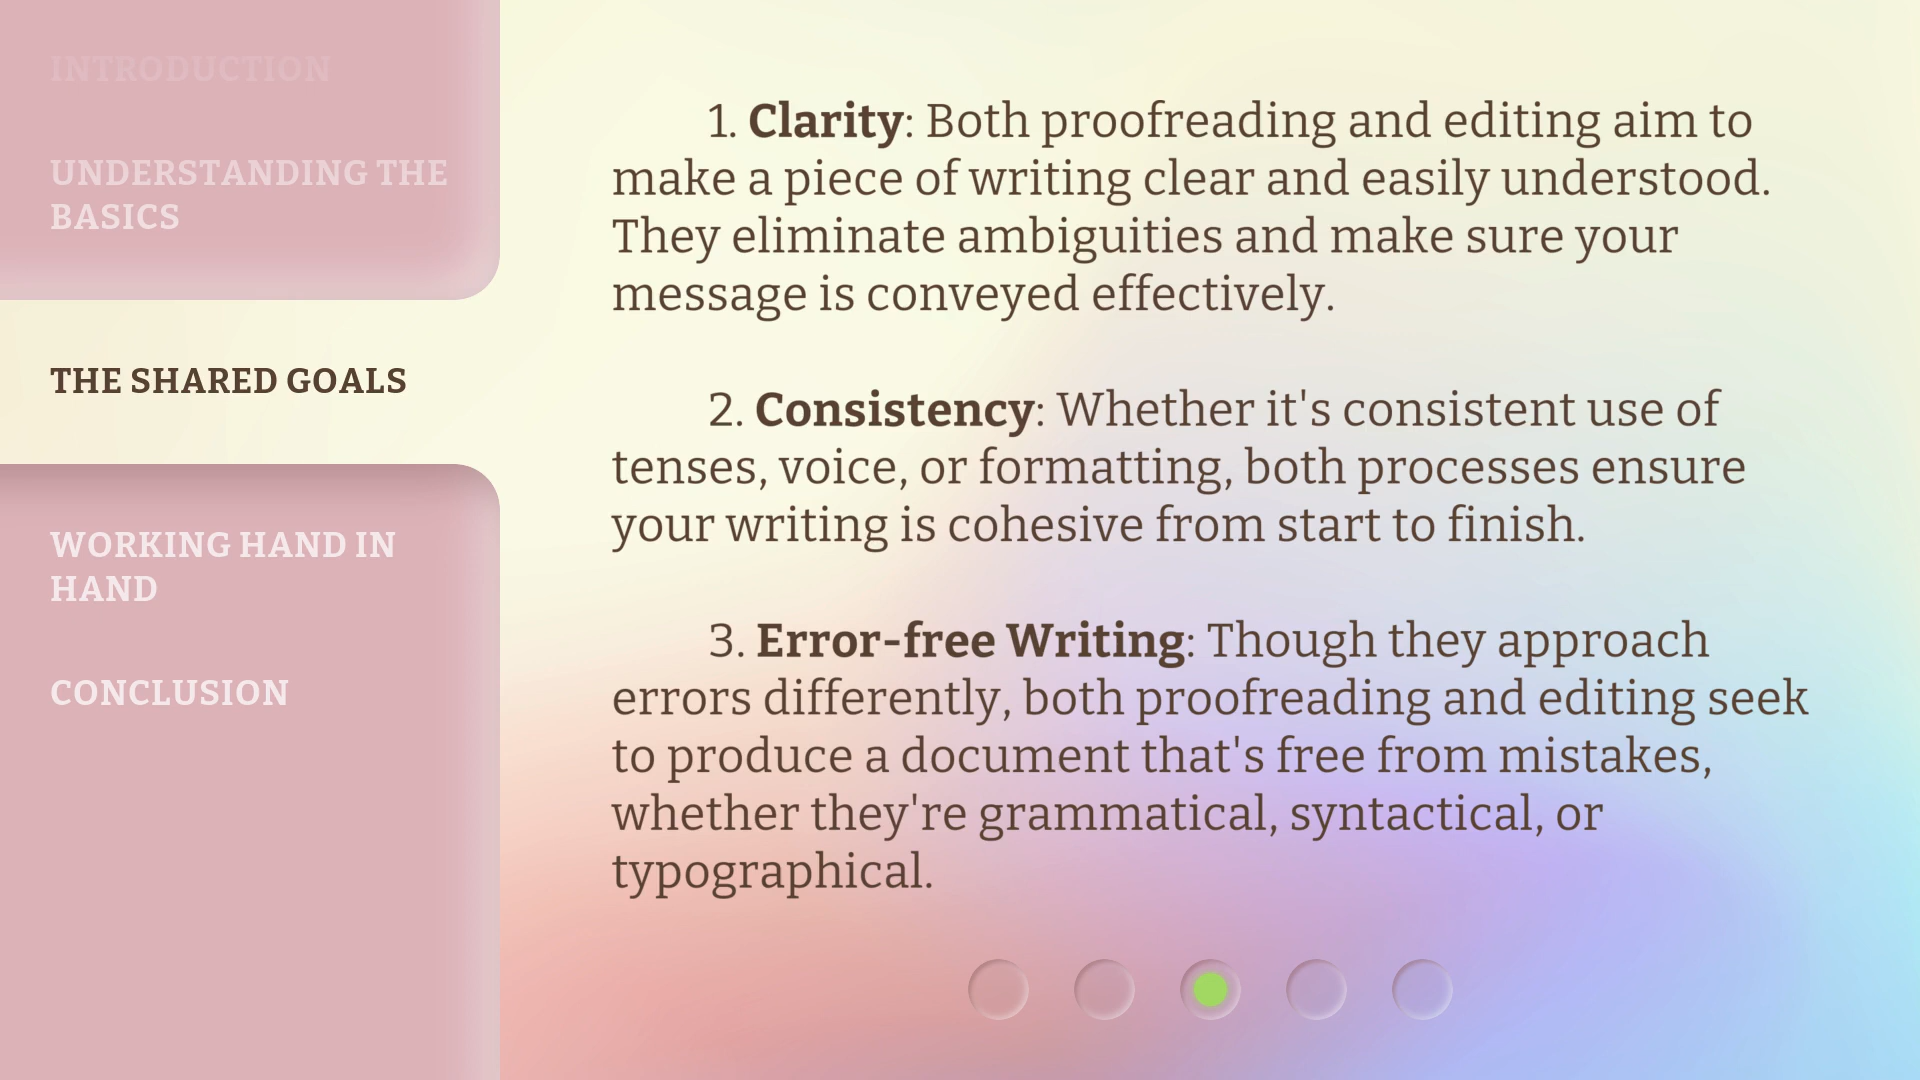 INTRODUCTION
UNDERSTANDING THE
BASICS
THE SHARED GOALS
WORKING HAND IN
HAND
CONCLUSION
1. Clarity: Both proofreading and editing aim to
make a piece of writing clear and easily understood.
They eliminate ambiguities and make sure your
message is conveyed effectively.
2. Consistency: Whether it's consistent use of
tenses, voice, or formatting, both processes ensure
your writing is cohesive from start to finish.
3. Error-free Writing: Though they approach
errors differently, both proofreading and editing seek
to produce a document that's free from mistakes,
whether they're grammatical, syntactical, or
typographical.